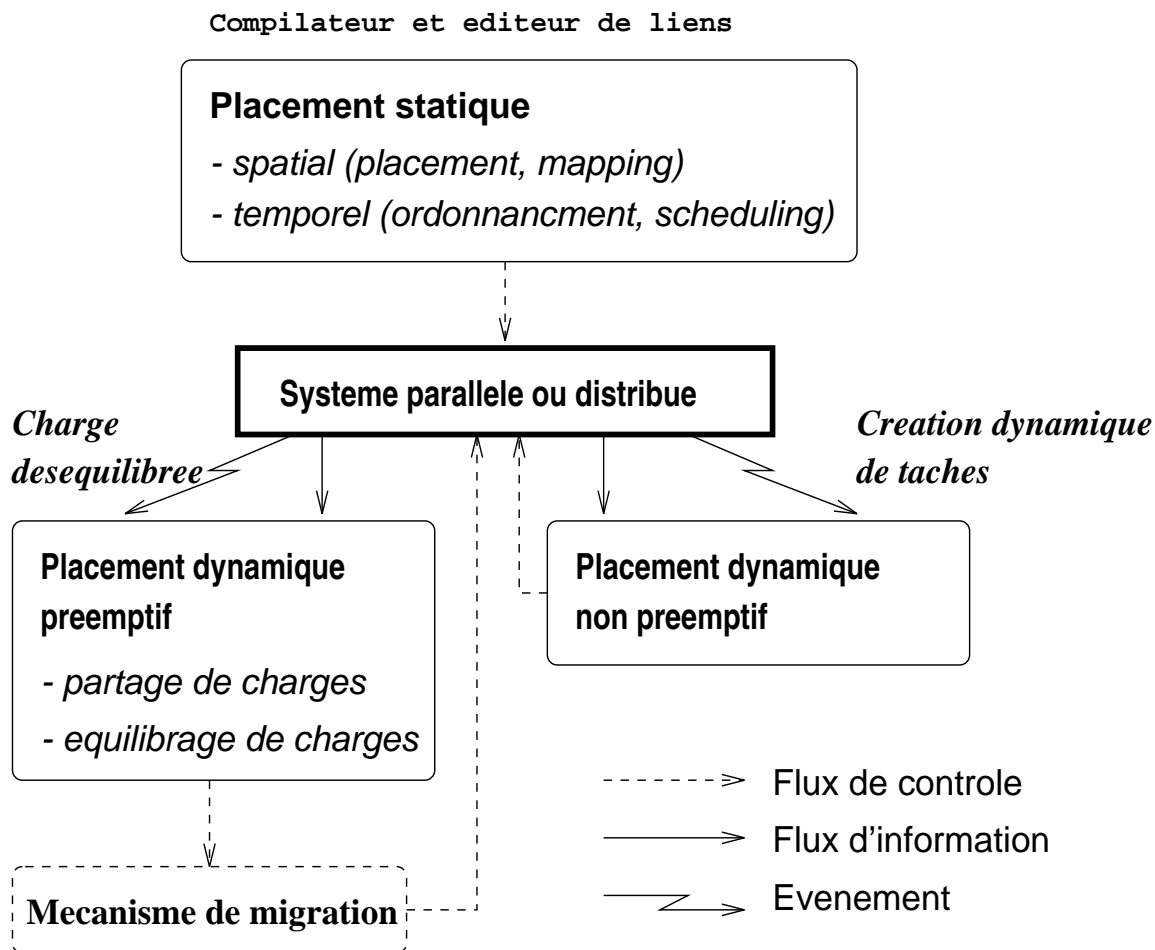 Compilateur et editeur de liens
Placement statique
- spatial (placement, mapping)
- temporel (ordonnancment, scheduling)
Systeme parallele ou distribue
Charge
desequilibree
Creation dynamique
de taches
Placement dynamique
preemptif
- partage de charges
- equilibrage de charges
Placement dynamique
non preemptif
Mecanisme de migration
Flux de controle
Flux d'information
Evenement